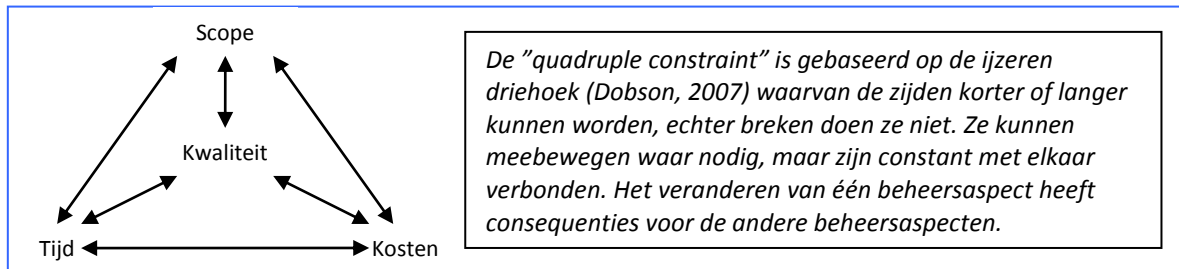 Scope
Kwaliteit
Tijd
Kosten
De ”quadruple constraint” is gebaseerd op de ijzeren
driehoek (Dobson, 2007) waarvan de zijden korter of langer
kunnen worden, echter breken doen ze niet. Ze kunnen
meebewegen waar nodig, maar zijn constant met elkaar
verbonden. Het veranderen van één beheersaspect heeft
consequenties voor de andere beheersaspecten.